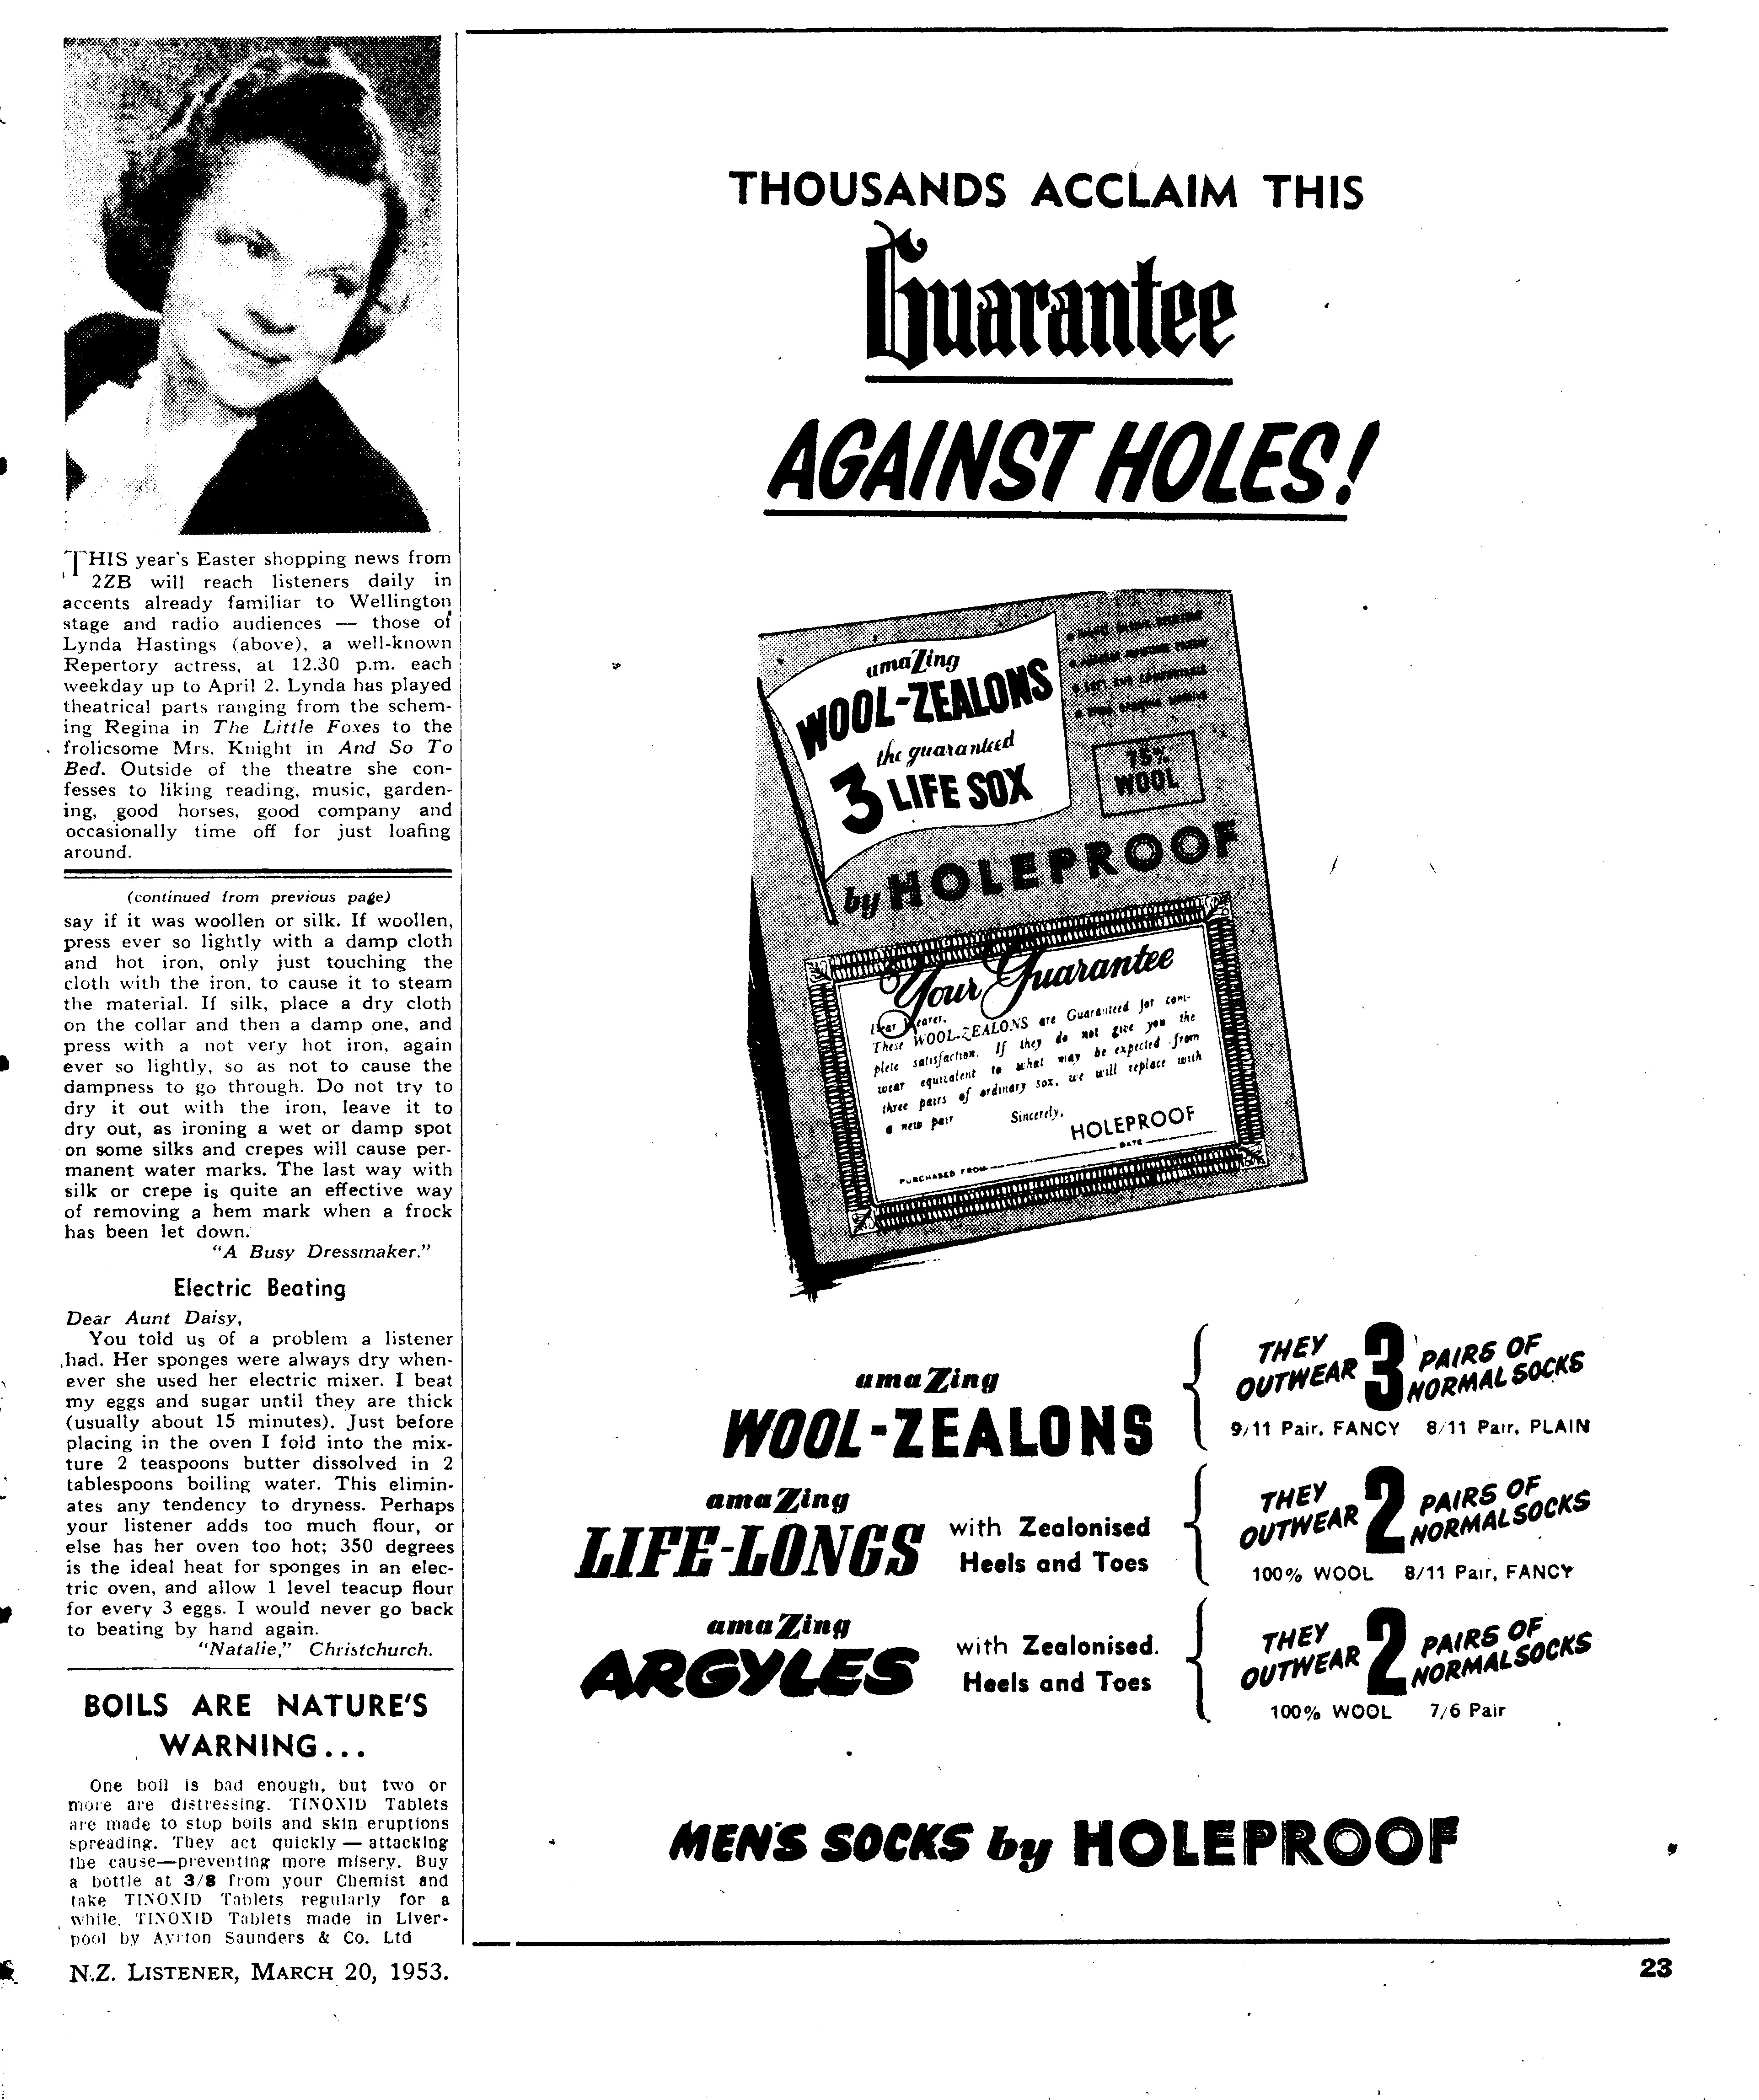 THIS year's Easter shopping news from
2ZB will reach listeners daily in
accents already familiar to Wellington
stage and radio audiences — those of
Lynda Hastings (above), a well-known
Repertory actress, at 12.30 p.m. each
weekday up to April 2. Lynda has played
theatrical parts ranging from the schem-
ing Regina in The Little Foxes to the
frolicsome Mrs. Knight in And So To
Bed. Outside of the theatre she con-
fesses to liking reading, music, garden-
ing, good horses, good company and
occasionally time off for just loafing
around.
(continued from previous page)
say if it was woollen or silk. If woollen,
press ever so lightly with a damp cloth
and hot iron, only just touching the
cloth with the iron, to cause it to steam
the material. If silk, place a dry cloth
on the collar and then a damp one, and
press with a not very hot iron, again
ever so lightly, so as not to cause the
dampness to go through. Do not try to
dry it out with the iron, leave it to
dry out, as ironing a wet or damp spot
on some silks and crepes will cause per-
manent water marks. The last way with
silk or crepe is quite an effective way
of removing a hem mark when a frock
has been let down.
"A Busy Dressmaker."
Electric Beating
Dear Aunt Daisy,
You told us of a problem a listener
had. Her sponges were always dry when-
ever she used her electric mixer. I beat
my eggs and sugar until they are thick
(usually about 15 minutes). Just before
placing in the oven I fold into the mix-
ture 2 teaspoons butter dissolved in 2
tablespoons boiling water. This elimin-
ates any tendency to dryness. Perhaps
your listener adds too much flour, or
else has her oven too hot; 350 degrees
is the ideal heat for sponges in an elec-
tric oven, and allow 1 level teacup flour
for every 3 eggs. I would never go back
to beating by hand again.
"Natalie," Christchurch.
BOILS ARE NATURE'S
WARNING...
One boil is bad enough, but two or
more are distressing. TINOXID Tablets
are made to stop boils and skin eruptions
spreading. They act quickly — attacking
the cause—preventing more misery. Buy
a bottle at 3/8 from your Chemist and
take TINOXID Tablets regularly for a
while. TINOXID Tablets made in Liver-
pool by Ayrton Saunders & Co. Ltd
THOUSANDS ACCLAIM THIS
Guarantee
AGAINST HOLES!
amaZing
WOOL-ZEALONS
the guaranteed
3 LIFE SOX
75%
WOOL
by HOLEPROOF
Your Guarantee
Dear Wearer,
These WOOL-ZEALONS are Guaranteed for com-
plete satisfaction. If they do not give you the
wear equivalent to what may be expected from
three pairs of ordinary sox, we will replace with
a new pair
Sincerely,
HOLEPROOF
PURCHASED FROM DATE
amaZing
WOOL-ZEALONS
THEY OUTWEAR 3 PAIRS OF NORMAL SOCKS
9/11 Pair, FANCY 8/11 Pair, PLAIN
amaZing
LIFE-LONGS
with Zealonised
Heels and Toes
THEY OUTWEAR 2 PAIRS OF NORMAL SOCKS
100% WOOL 8/11 Pair, FANCY
amaZing
ARGYLES
with Zealonised.
Heels and Toes
THEY OUTWEAR 2 PAIRS OF NORMAL SOCKS
100% WOOL 7/6 Pair
MEN'S SOCKS by HOLEPROOF
N.Z. LISTENER, MARCH 20, 1953.
23